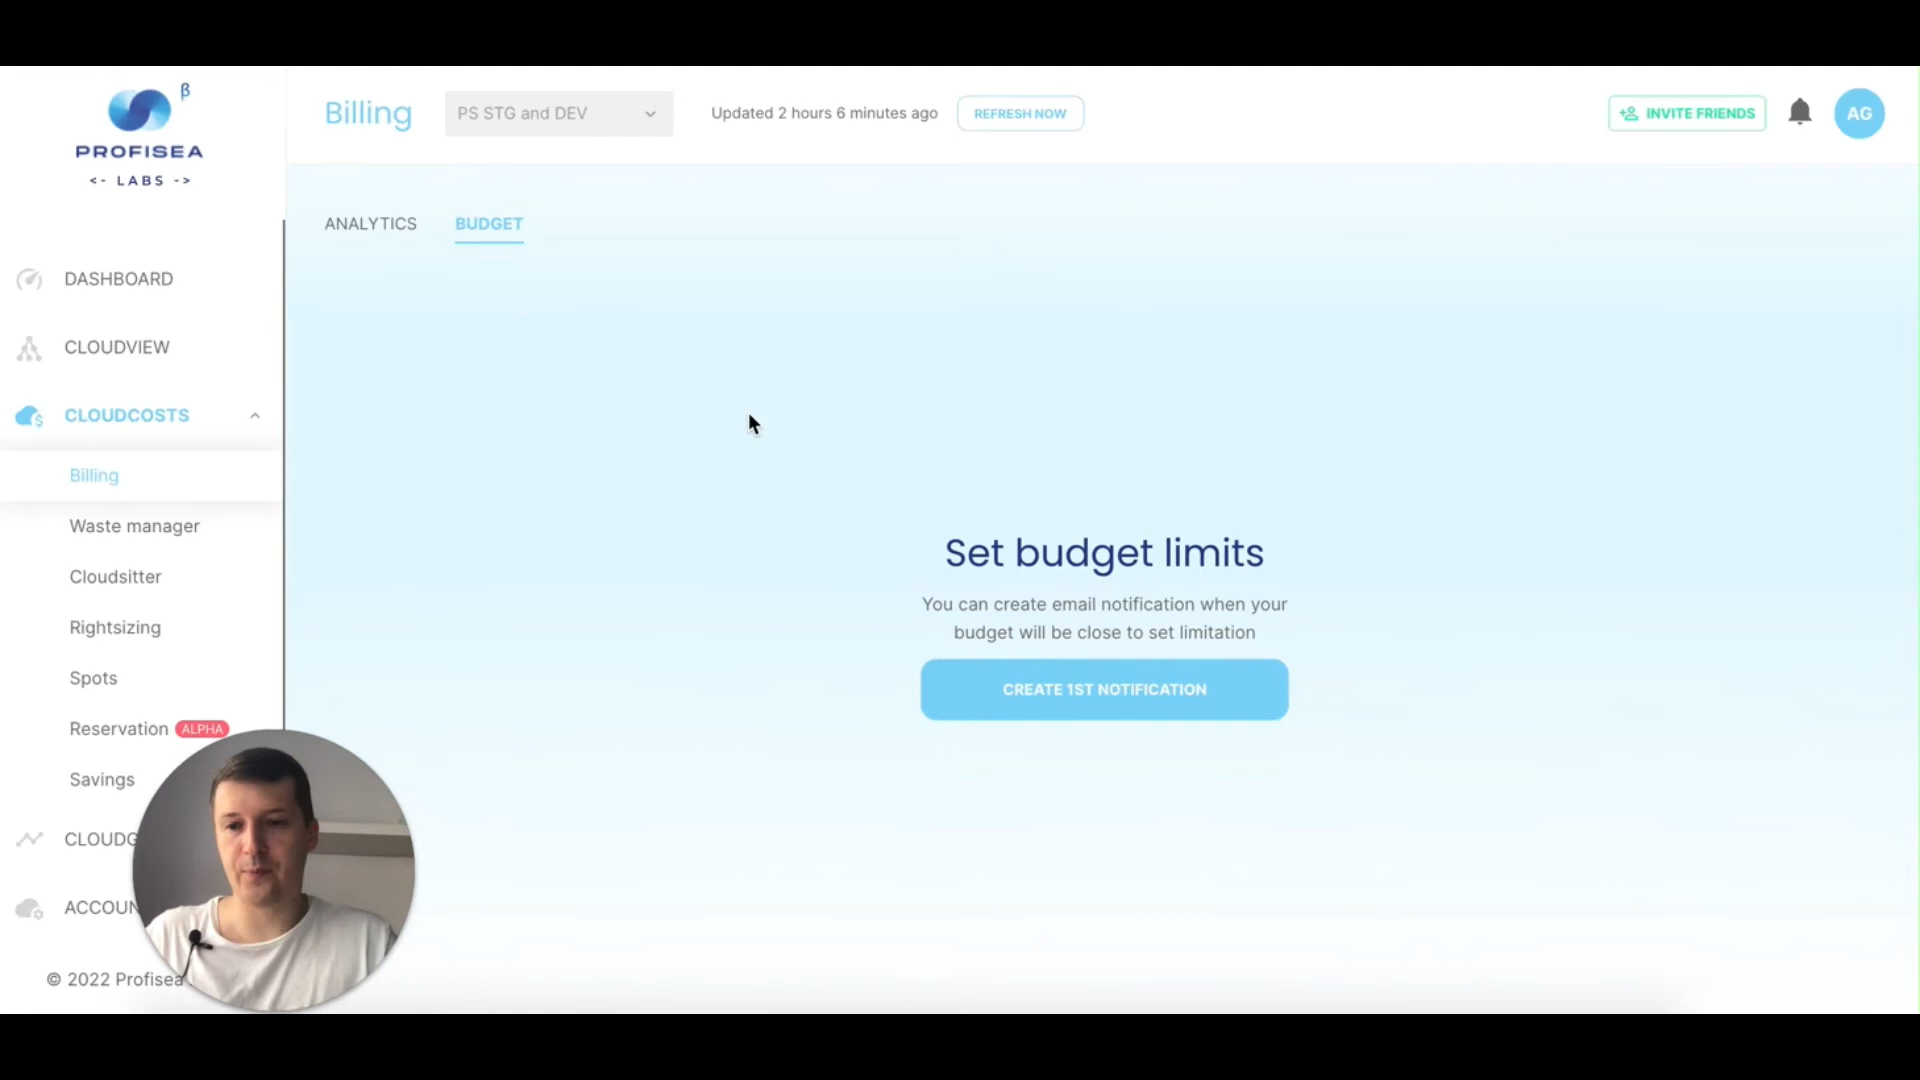 β
PROFISEA
<- LABS ->
Billing
PS STG and DEV
Updated 2 hours 6 minutes ago
REFRESH NOW
INVITE FRIENDS
AG
ANALYTICS
BUDGET
DASHBOARD
CLOUDVIEW
CLOUDCOSTS
Billing
Waste manager
Cloudsitter
Rightsizing
Spots
Reservation ALPHA
Savings
Set budget limits
You can create email notification when your
budget will be close to set limitation
CREATE 1ST NOTIFICATION
© 2022 Profisea